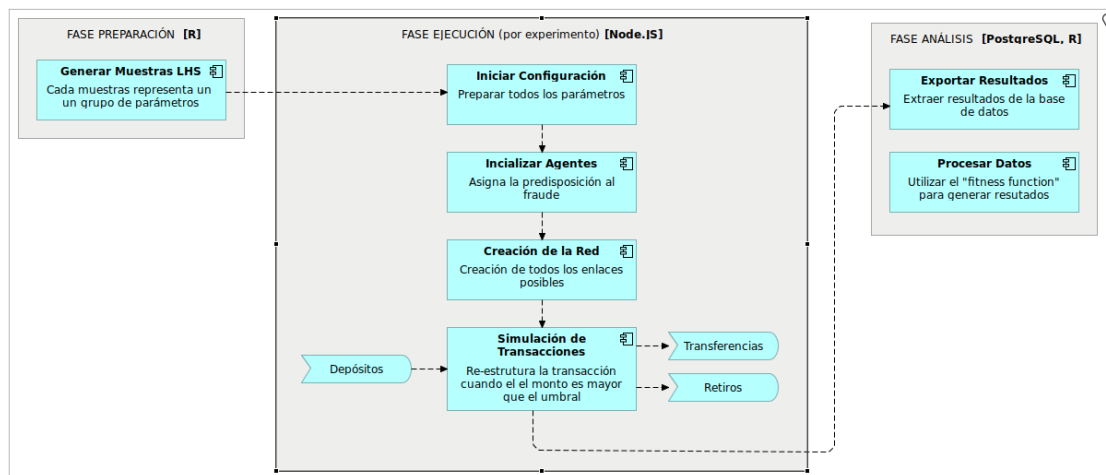 FASE PREPARACIÓN [R]
Generar Muestras LHS
Cada muestras representa un
un grupo de parámetros
FASE EJECUCIÓN (por experimento) [Node.JS]
Iniciar Configuración
Preparar todos los parámetros
Incializar Agentes
Asigna la predisposición al
fraude
Creación de la Red
Creación de todos los enlaces
posibles
Simulación de
Transacciones
Re-estrutura la transacción
cuando el el monto es mayor
que el umbral
Depósitos
Transferencias
Retiros
FASE ANÁLISIS [PostgreSQL, R]
Exportar Resultados
Extraer resultados de la base
de datos
Procesar Datos
Utilizar el "fitness function"
para generar resutados